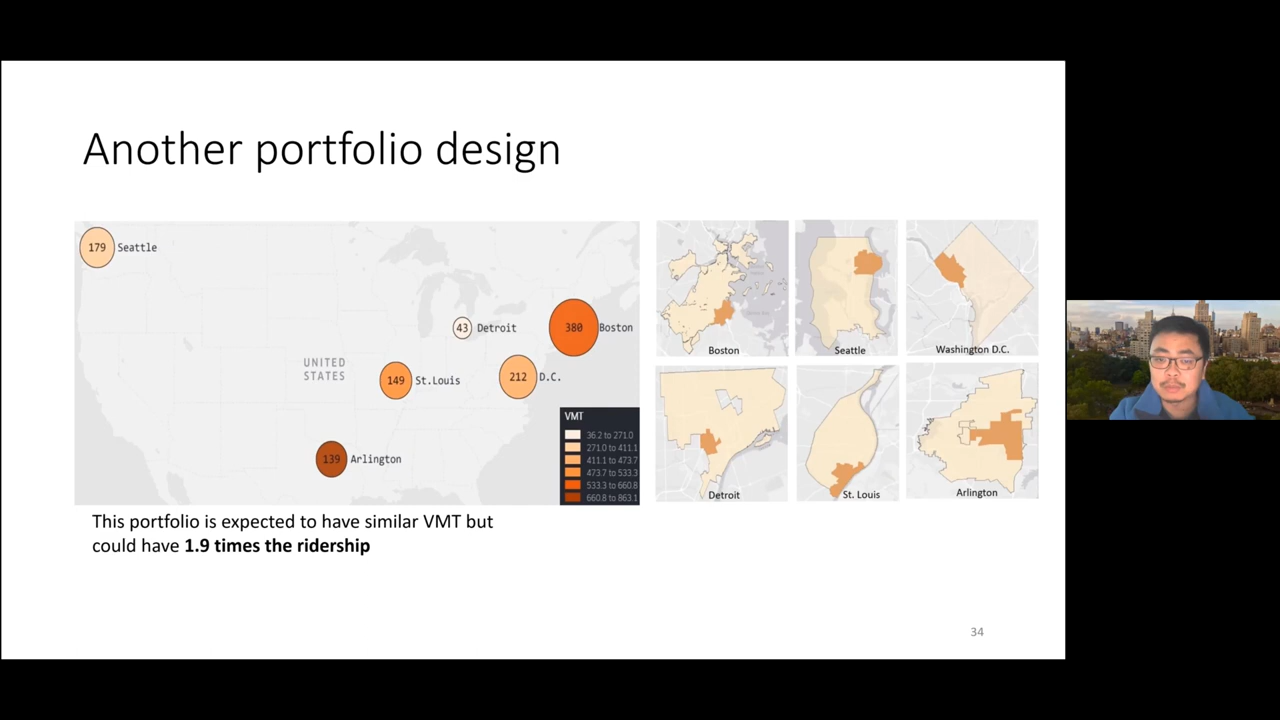 Another portfolio design
179 Seattle
43 Detroit
380 Boston
UNITED
STATES
149 St.Louis
212 D.C.
139 Arlington
VMT
36.2 to 271.0
271.0 to 411.1
411.1 to 473.7
473.7 to 533.3
533.3 to 660.8
660.8 to 863.1
Boston
Seattle
Washington D.C.
Detroit
St. Louis
Arlington
This portfolio is expected to have similar VMT but
could have 1.9 times the ridership
34